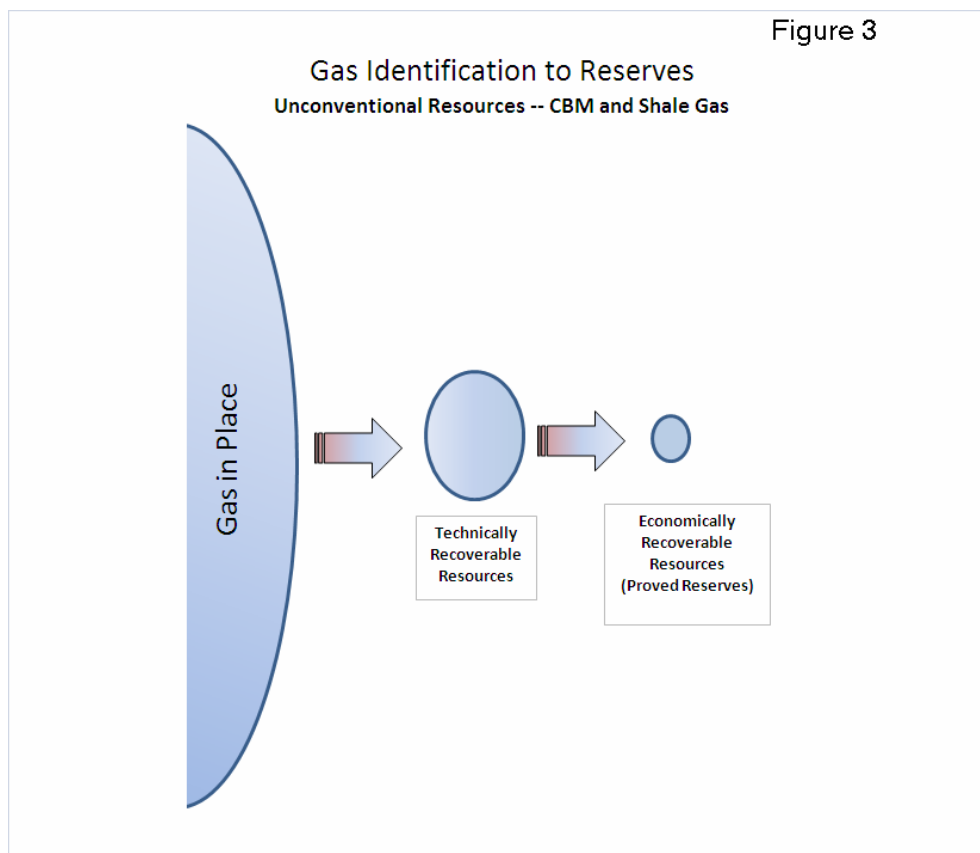 Figure 3
Gas Identification to Reserves
Unconventional Resources -- CBM and Shale Gas
Gas in Place
Technically
Recoverable
Resources
Economically
Recoverable
Resources
(Proved Reserves)